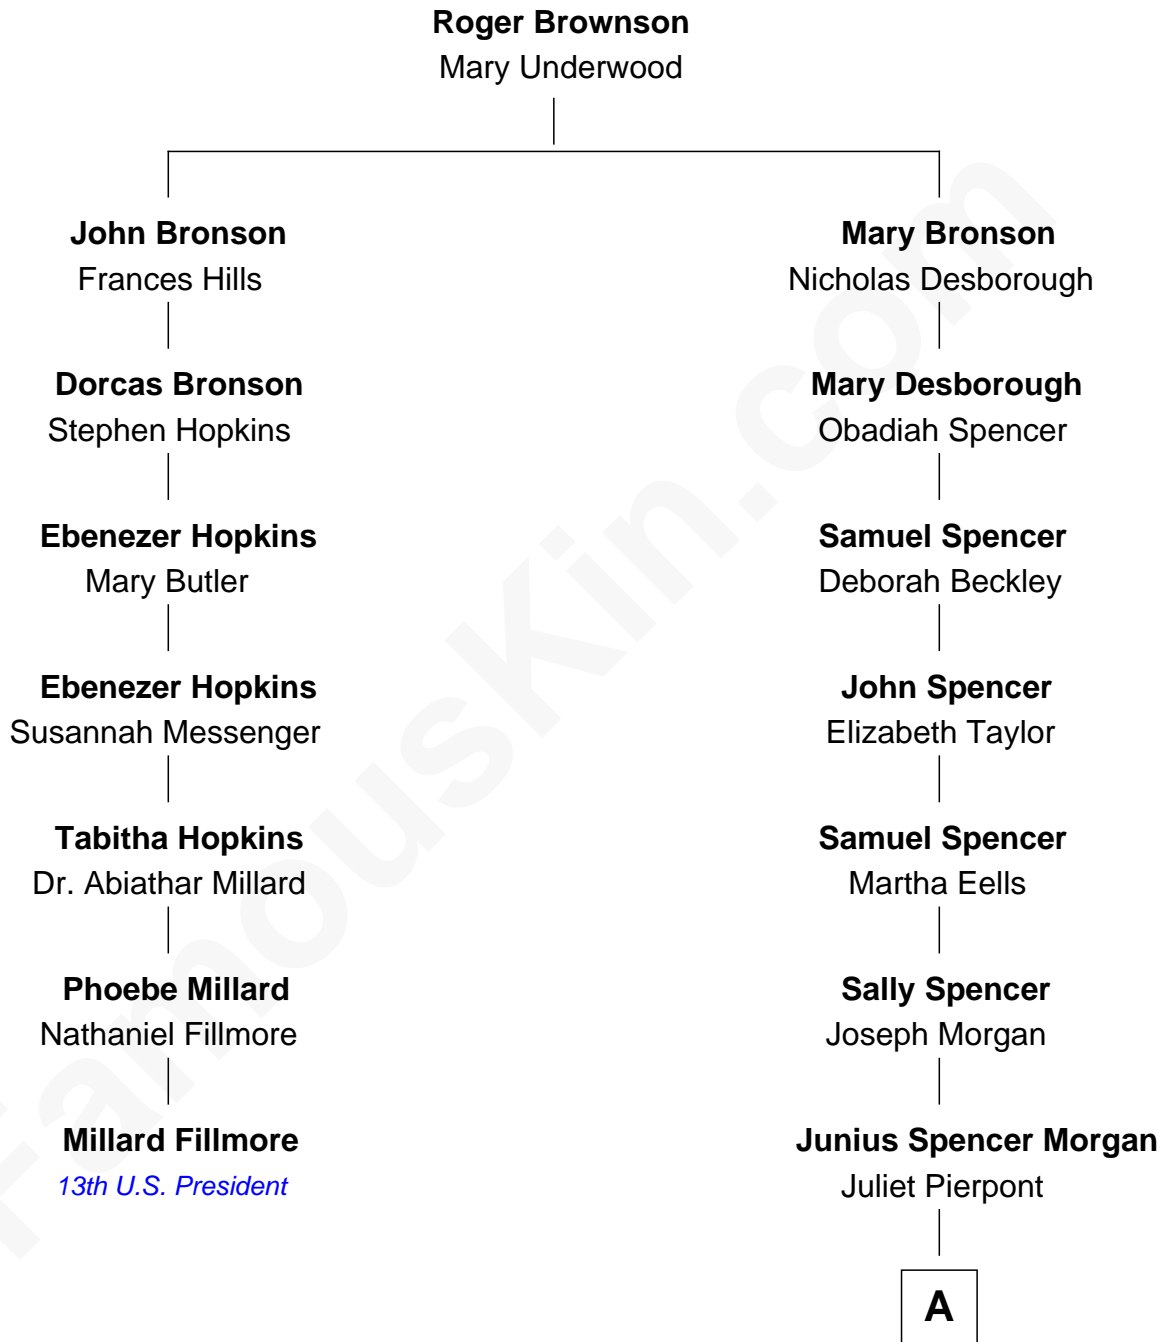 Roger Brownson
Mary Underwood
John Bronson
Frances Hills
Dorcas Bronson
Stephen Hopkins
Ebenezer Hopkins
Mary Butler
Ebenezer Hopkins
Susannah Messenger
Tabitha Hopkins
Dr. Abiathar Millard
Phoebe Millard
Nathaniel Fillmore
Millard Fillmore
13th U.S. President
Mary Bronson
Nicholas Desborough
Mary Desborough
Obadiah Spencer
Samuel Spencer
Deborah Beckley
John Spencer
Elizabeth Taylor
Samuel Spencer
Martha Eells
Sally Spencer
Joseph Morgan
Junius Spencer Morgan
Juliet Pierpont
A
FamousKin.com